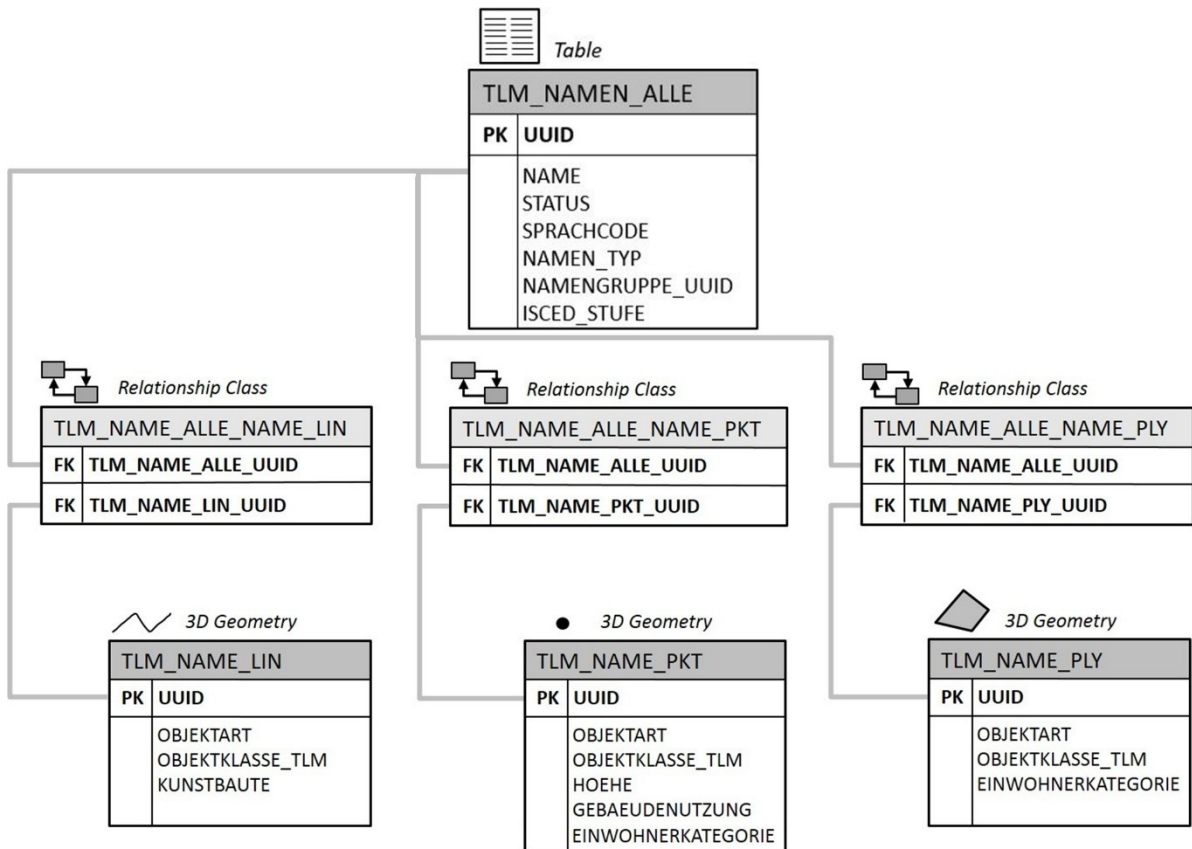 Table
TLM_NAMEN_ALLE
PK UUID
NAME
STATUS
SPRACHCODE
NAMEN_TYP
NAMENGRUPPE_UUID
ISCED_STUFE
Relationship Class
TLM_NAME_ALLE_NAME_LIN
FK TLM_NAME_ALLE_UUID
FK TLM_NAME_LIN_UUID
Relationship Class
TLM_NAME_ALLE_NAME_PKT
FK TLM_NAME_ALLE_UUID
FK TLM_NAME_PKT_UUID
Relationship Class
TLM_NAME_ALLE_NAME_PLY
FK TLM_NAME_ALLE_UUID
FK TLM_NAME_PLY_UUID
3D Geometry
TLM_NAME_LIN
PK UUID
OBJEKTART
OBJEKTKLASSE_TLM
KUNSTBAUTE
3D Geometry
TLM_NAME_PKT
PK UUID
OBJEKTART
OBJEKTKLASSE_TLM
HOEHE
GEBAEUDENUTZUNG
EINWOHNERKATEGORIE
3D Geometry
TLM_NAME_PLY
PK UUID
OBJEKTART
OBJEKTKLASSE_TLM
EINWOHNERKATEGORIE